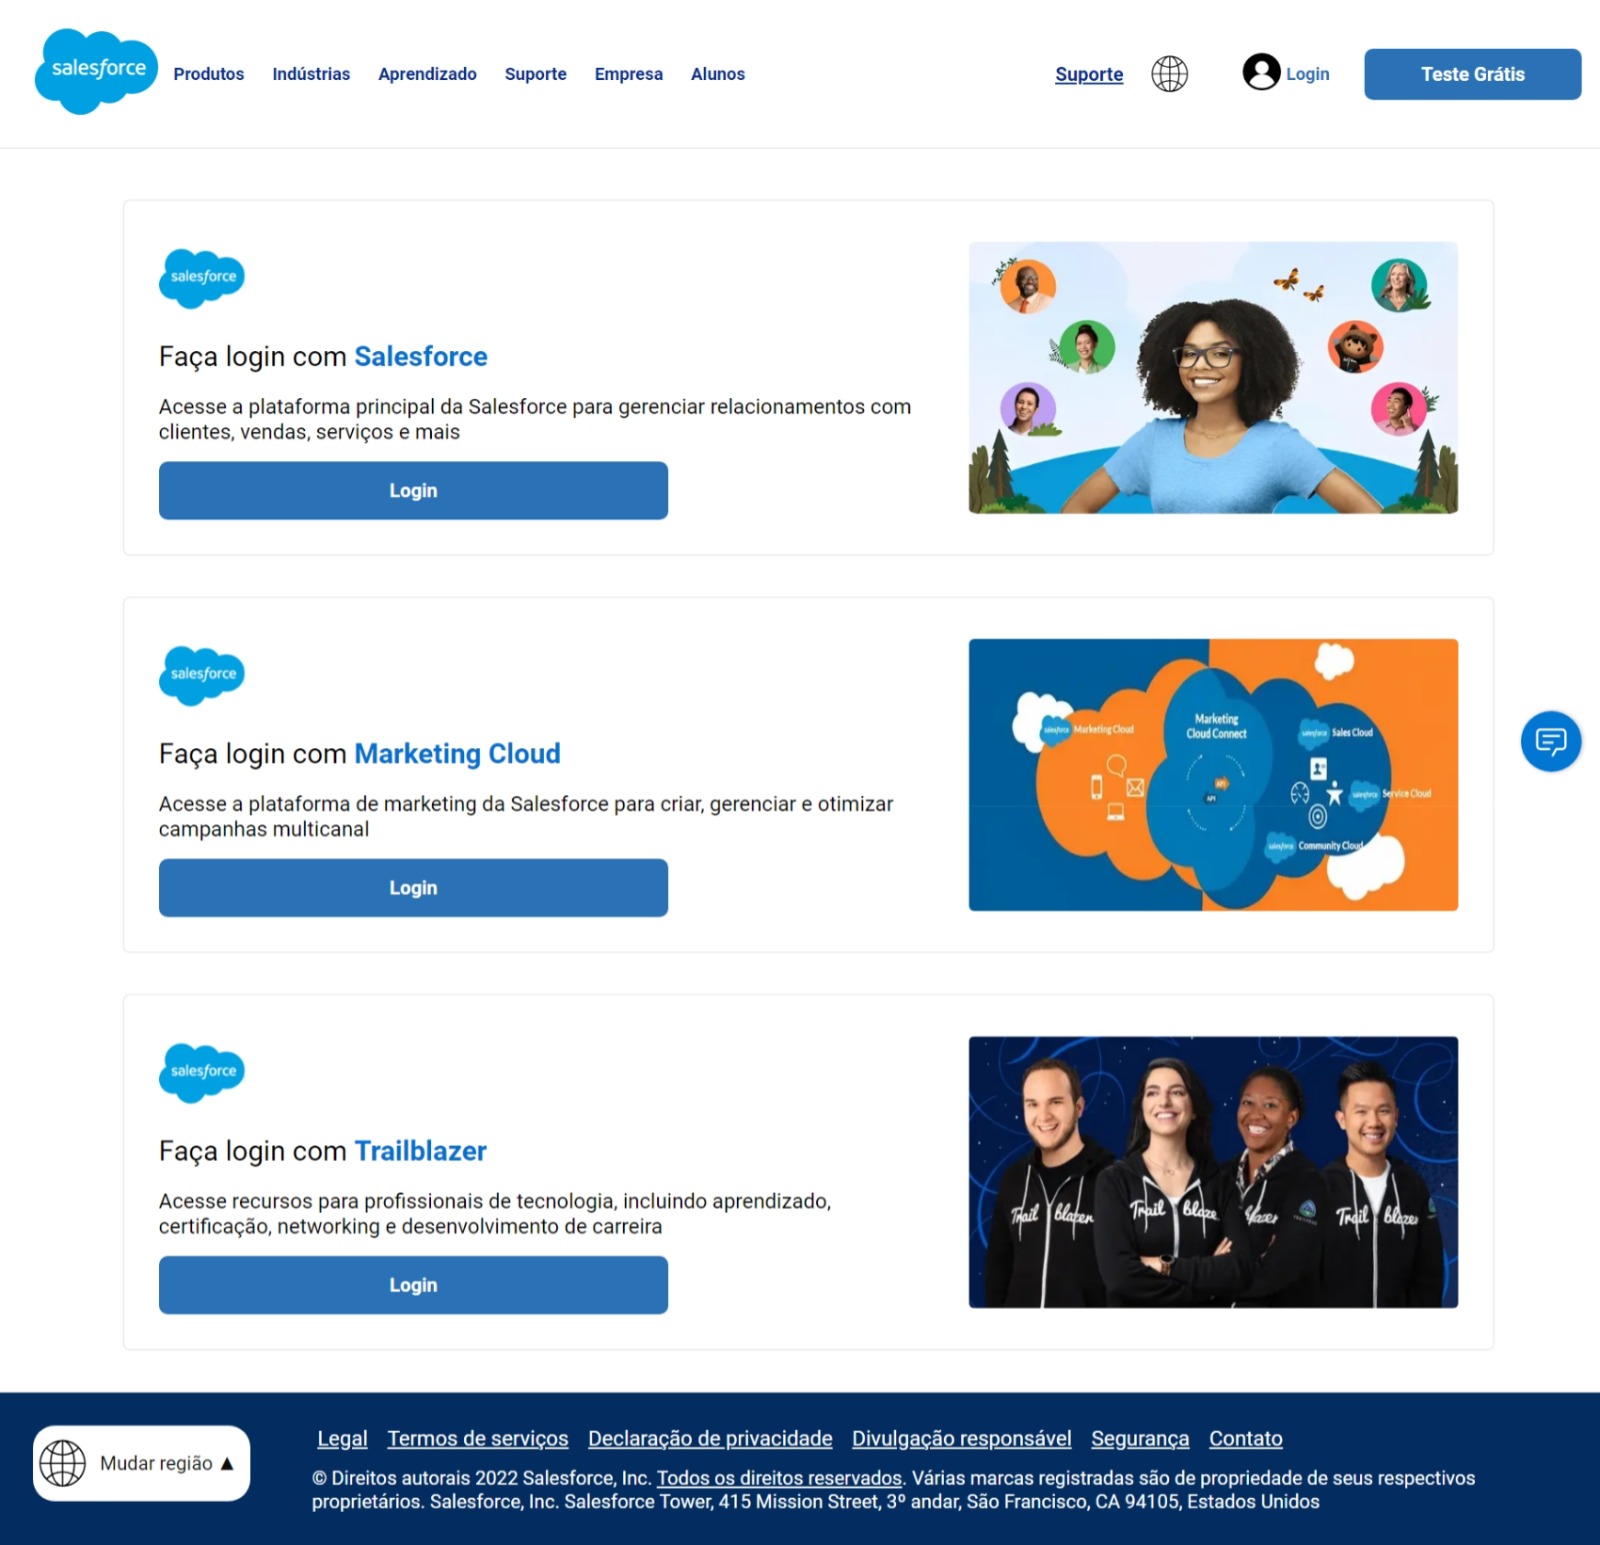 salesforce
Produtos Indústrias Aprendizado Suporte Empresa Alunos
Suporte Login Teste Grátis
salesforce
Faça login com Salesforce
Acesse a plataforma principal da Salesforce para gerenciar relacionamentos com
clientes, vendas, serviços e mais
Login
salesforce
Faça login com Marketing Cloud
Acesse a plataforma de marketing da Salesforce para criar, gerenciar e otimizar
campanhas multicanal
Login
salesforce Marketing Cloud
Marketing
Cloud Connect
API
API
salesforce Sales Cloud
salesforce Service Cloud
salesforce Community Cloud
salesforce
Faça login com Trailblazer
Acesse recursos para profissionais de tecnologia, incluindo aprendizado,
certificação, networking e desenvolvimento de carreira
Login
Trail blazer
Trail blaze
blazer
Trail blazer
Mudar região ▲
Legal Termos de serviços Declaração de privacidade Divulgação responsável Segurança Contato
© Direitos autorais 2022 Salesforce, Inc. Todos os direitos reservados. Várias marcas registradas são de propriedade de seus respectivos
proprietários. Salesforce, Inc. Salesforce Tower, 415 Mission Street, 3º andar, São Francisco, CA 94105, Estados Unidos